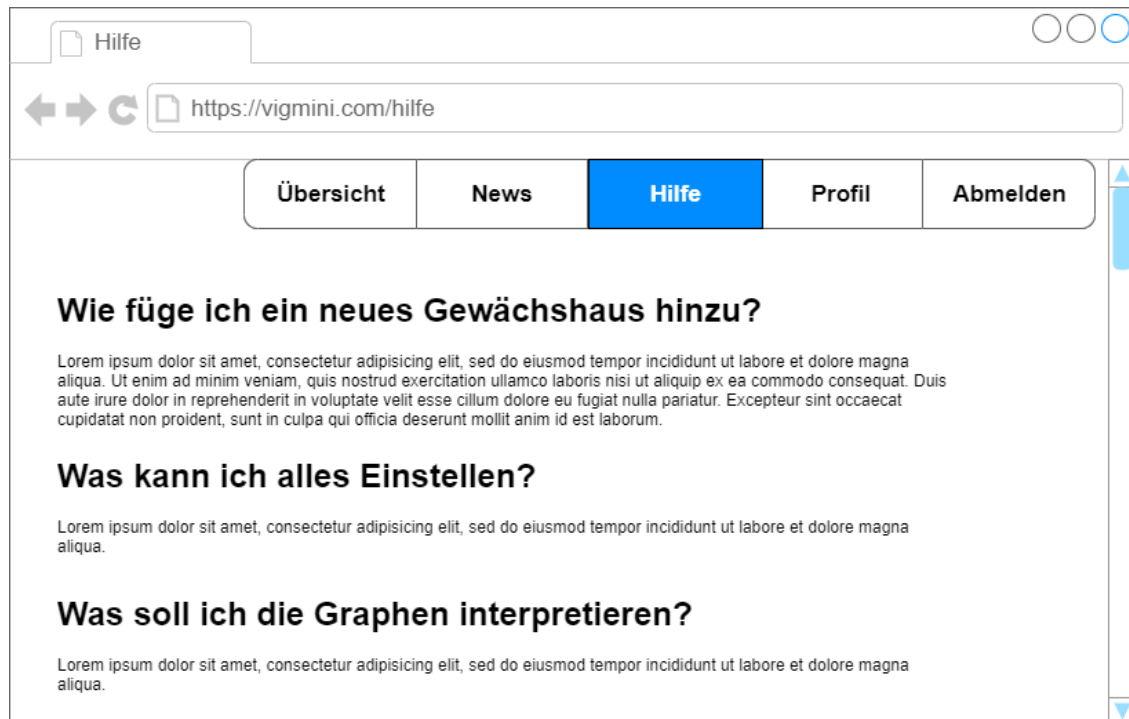 Hilfe
https://vigmini.com/hilfe
Übersicht News Hilfe Profil Abmelden
Wie füge ich ein neues Gewächshaus hinzu?
Lorem ipsum dolor sit amet, consectetur adipisicing elit, sed do eiusmod tempor incididunt ut labore et dolore magna
aliqua. Ut enim ad minim veniam, quis nostrud exercitation ullamco laboris nisi ut aliquip ex ea commodo consequat. Duis
aute irure dolor in reprehenderit in voluptate velit esse cillum dolore eu fugiat nulla pariatur. Excepteur sint occaecat
cupidatat non proident, sunt in culpa qui officia deserunt mollit anim id est laborum.
Was kann ich alles Einstellen?
Lorem ipsum dolor sit amet, consectetur adipisicing elit, sed do eiusmod tempor incididunt ut labore et dolore magna
aliqua.
Was soll ich die Graphen interpretieren?
Lorem ipsum dolor sit amet, consectetur adipisicing elit, sed do eiusmod tempor incididunt ut labore et dolore magna
aliqua.